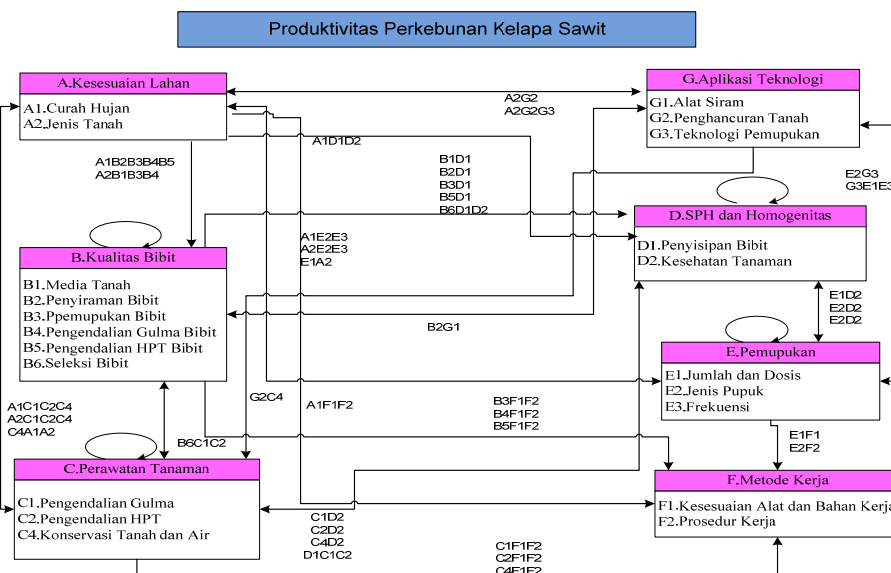 Produktivitas Perkebunan Kelapa Sawit
A.Kesesuaian Lahan
A1.Curah Hujan
A2.Jenis Tanah
G.Aplikasi Teknologi
G1.Alat Siram
G2.Penghancuran Tanah
G3.Teknologi Pemupukan
A2G2
A2G2G3
A1D1D2
A1B2B3B4B5
A2B1B3B4
B1D1
B2D1
B3D1
B5D1
B6D1D2
E2G3
G3E1E3
D.SPH dan Homogenitas
D1.Penyisipan Bibit
D2.Kesehatan Tanaman
A1E2E3
A2E2E3
E1A2
B.Kualitas Bibit
B1.Media Tanah
B2.Penyiraman Bibit
B3.Ppemupukan Bibit
B4.Pengendalian Gulma Bibit
B5.Pengendalian HPT Bibit
B6.Seleksi Bibit
B2G1
E1D2
E2D2
E2D2
E.Pemupukan
E1.Jumlah dan Dosis
E2.Jenis Pupuk
E3.Frekuensi
A1C1C2C4
A2C1C2C4
C4A1A2
B6C1C2
G2C4
A1F1F2
B3F1F2
B4F1F2
B5F1F2
E1F1
E2F2
C.Perawatan Tanaman
C1.Pengendalian Gulma
C2.Pengendalian HPT
C4.Konservasi Tanah dan Air
F.Metode Kerja
F1.Kesesuaian Alat dan Bahan Kerja
F2.Prosedur Kerja
C1D2
C2D2
C4D2
D1C1C2
C1F1F2
C2F1F2
C4F1F2